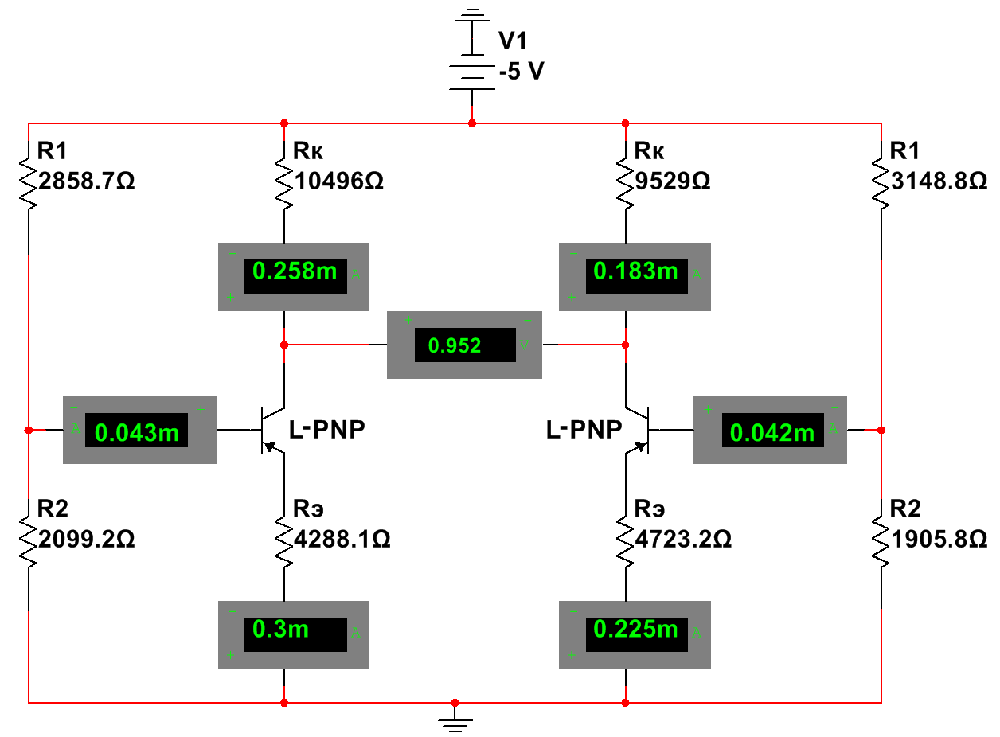 V1
-5 V
R1
2858.7Ω
Rк
10496Ω
Rк
9529Ω
R1
3148.8Ω
−
0.258m
A
+
−
0.183m
A
+
+
−
0.952
V
−
+
A
0.043m
L-PNP
L-PNP
+
−
0.042m
A
R2
2099.2Ω
Rэ
4288.1Ω
Rэ
4723.2Ω
R2
1905.8Ω
−
0.3m
A
+
−
0.225m
A
+